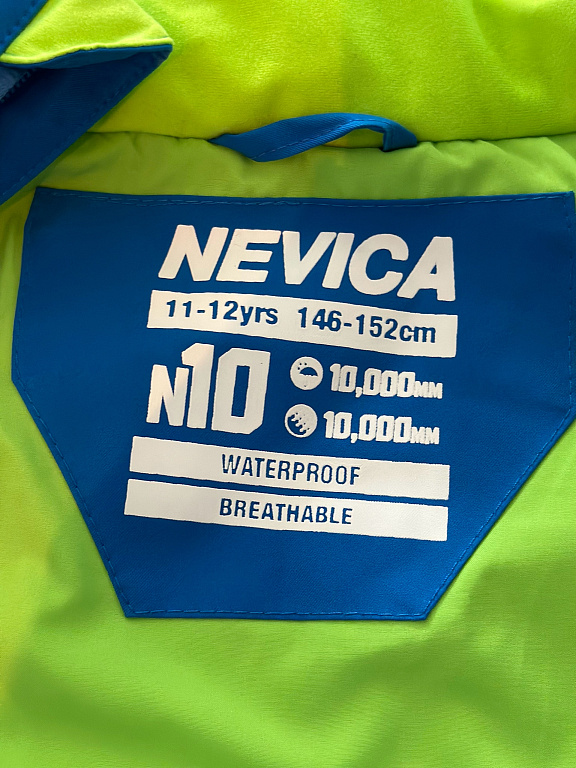 NEVICA
11-12yrs 146-152cm
N10
10,000MM
10,000MM
WATERPROOF
BREATHABLE